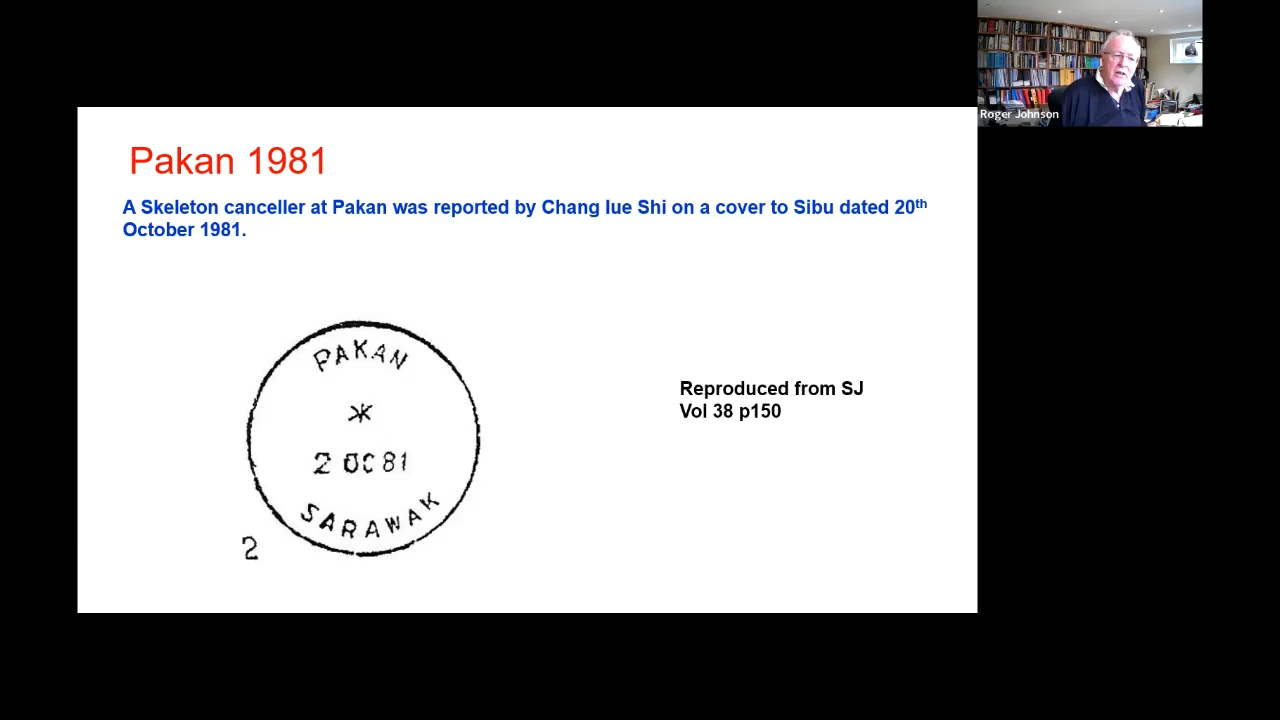 Roger Johnson
Pakan 1981
A Skeleton canceller at Pakan was reported by Chang Iue Shi on a cover to Sibu dated 20th
October 1981.
PAKAN
*
2 OC 81
SARAWAK
2
Reproduced from SJ
Vol 38 p150